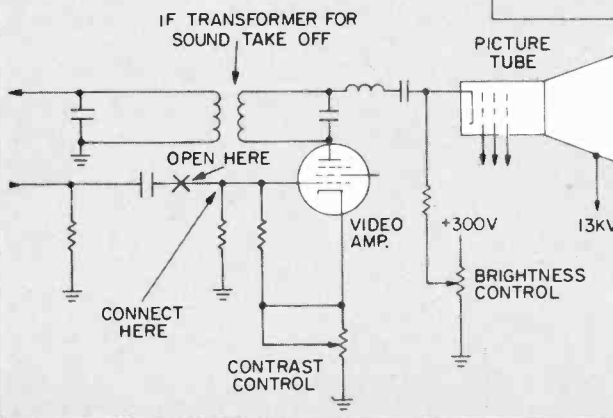 IF TRANSFORMER FOR
SOUND TAKE OFF
PICTURE
TUBE
OPEN HERE
VIDEO
AMP.
+300V
13KV
BRIGHTNESS
CONTROL
CONNECT
HERE
CONTRAST
CONTROL